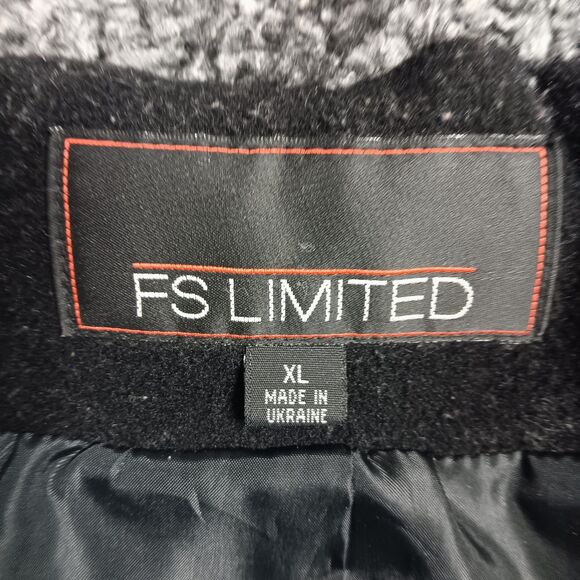 FS LIMITED
XL
MADE IN
UKRAINE